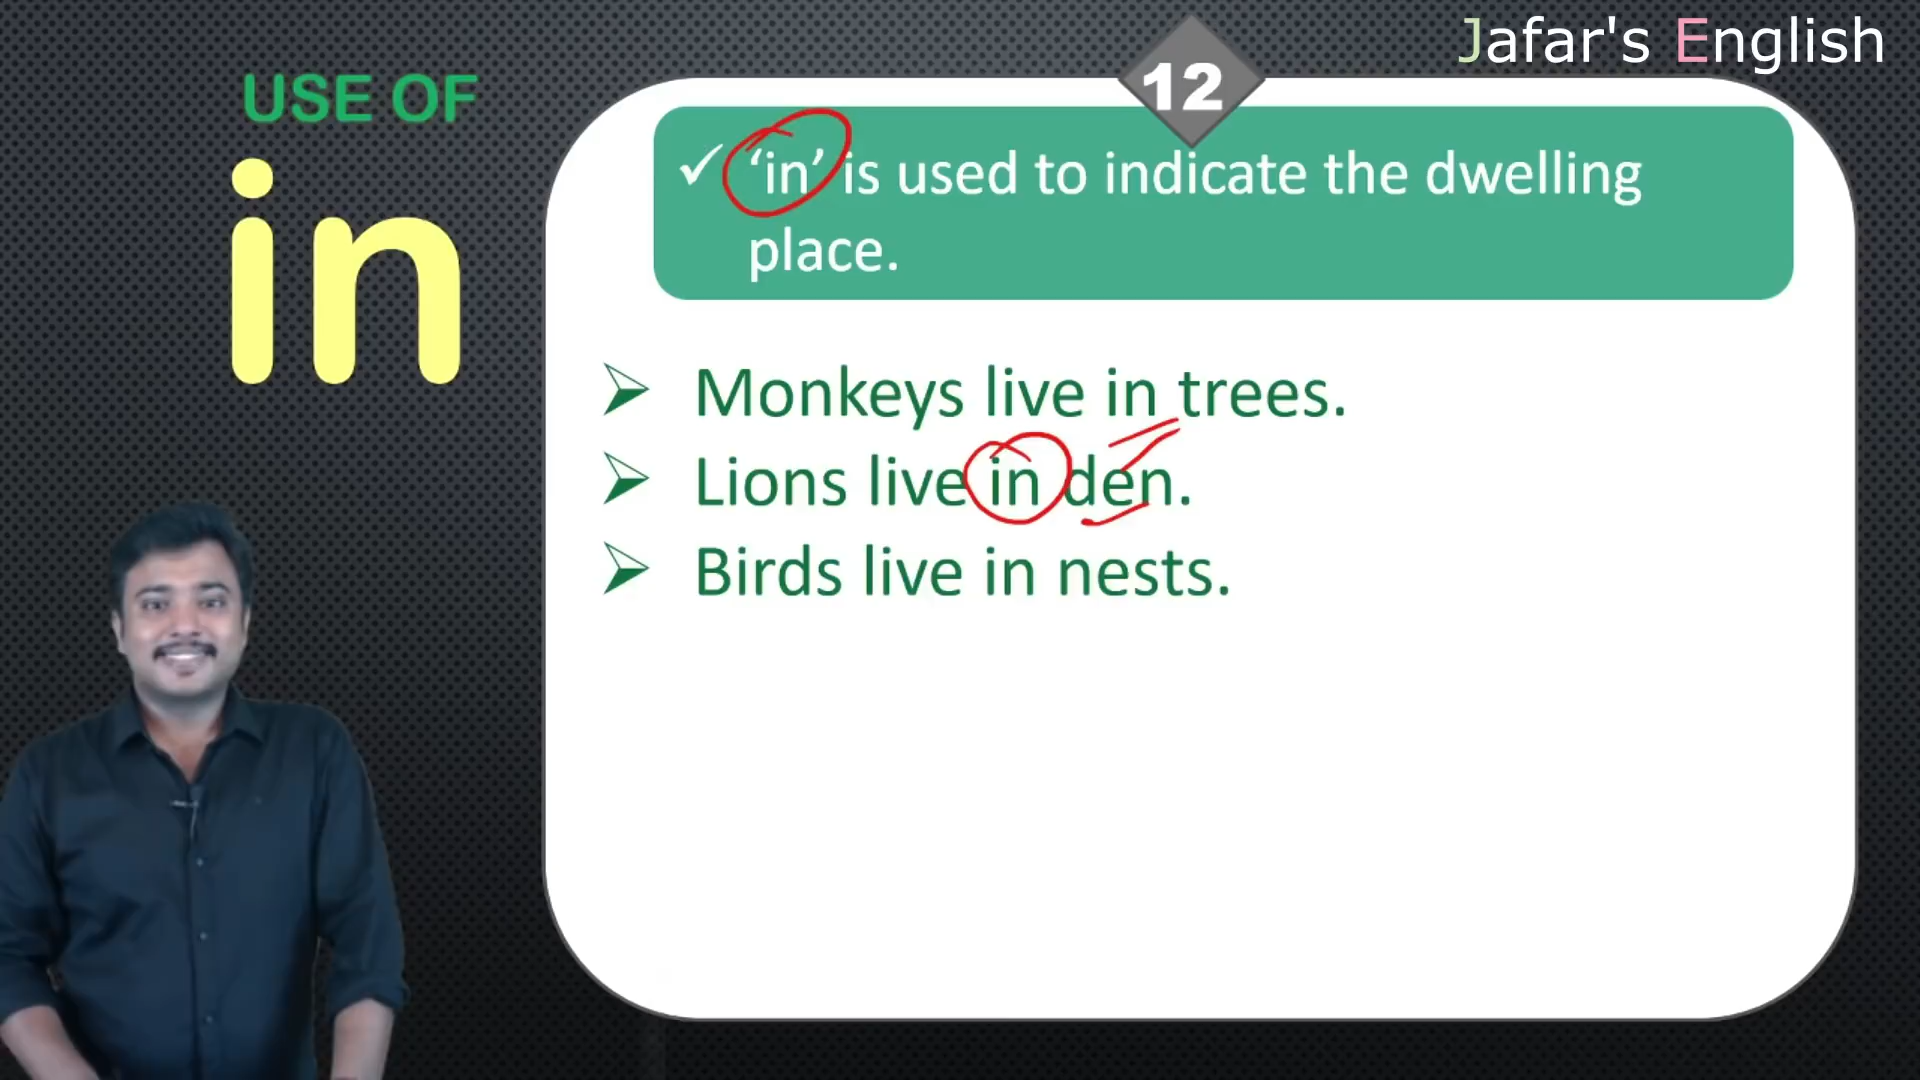 Jafar's English
USE OF
in
12
‘in’ is used to indicate the dwelling
place.
Monkeys live in trees.
Lions live in den.
Birds live in nests.